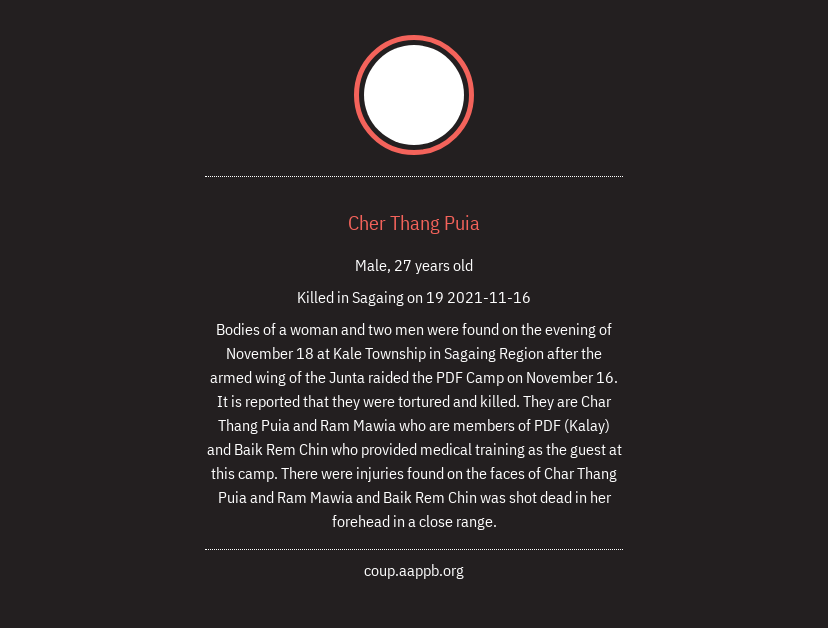 Cher Thang Puia
Male, 27 years old
Killed in Sagaing on 19 2021-11-16
Bodies of a woman and two men were found on the evening of
November 18 at Kale Township in Sagaing Region after the
armed wing of the Junta raided the PDF Camp on November 16.
It is reported that they were tortured and killed. They are Char
Thang Puia and Ram Mawia who are members of PDF (Kalay)
and Baik Rem Chin who provided medical training as the guest at
this camp. There were injuries found on the faces of Char Thang
Puia and Ram Mawia and Baik Rem Chin was shot dead in her
forehead in a close range.
coup.aappb.org